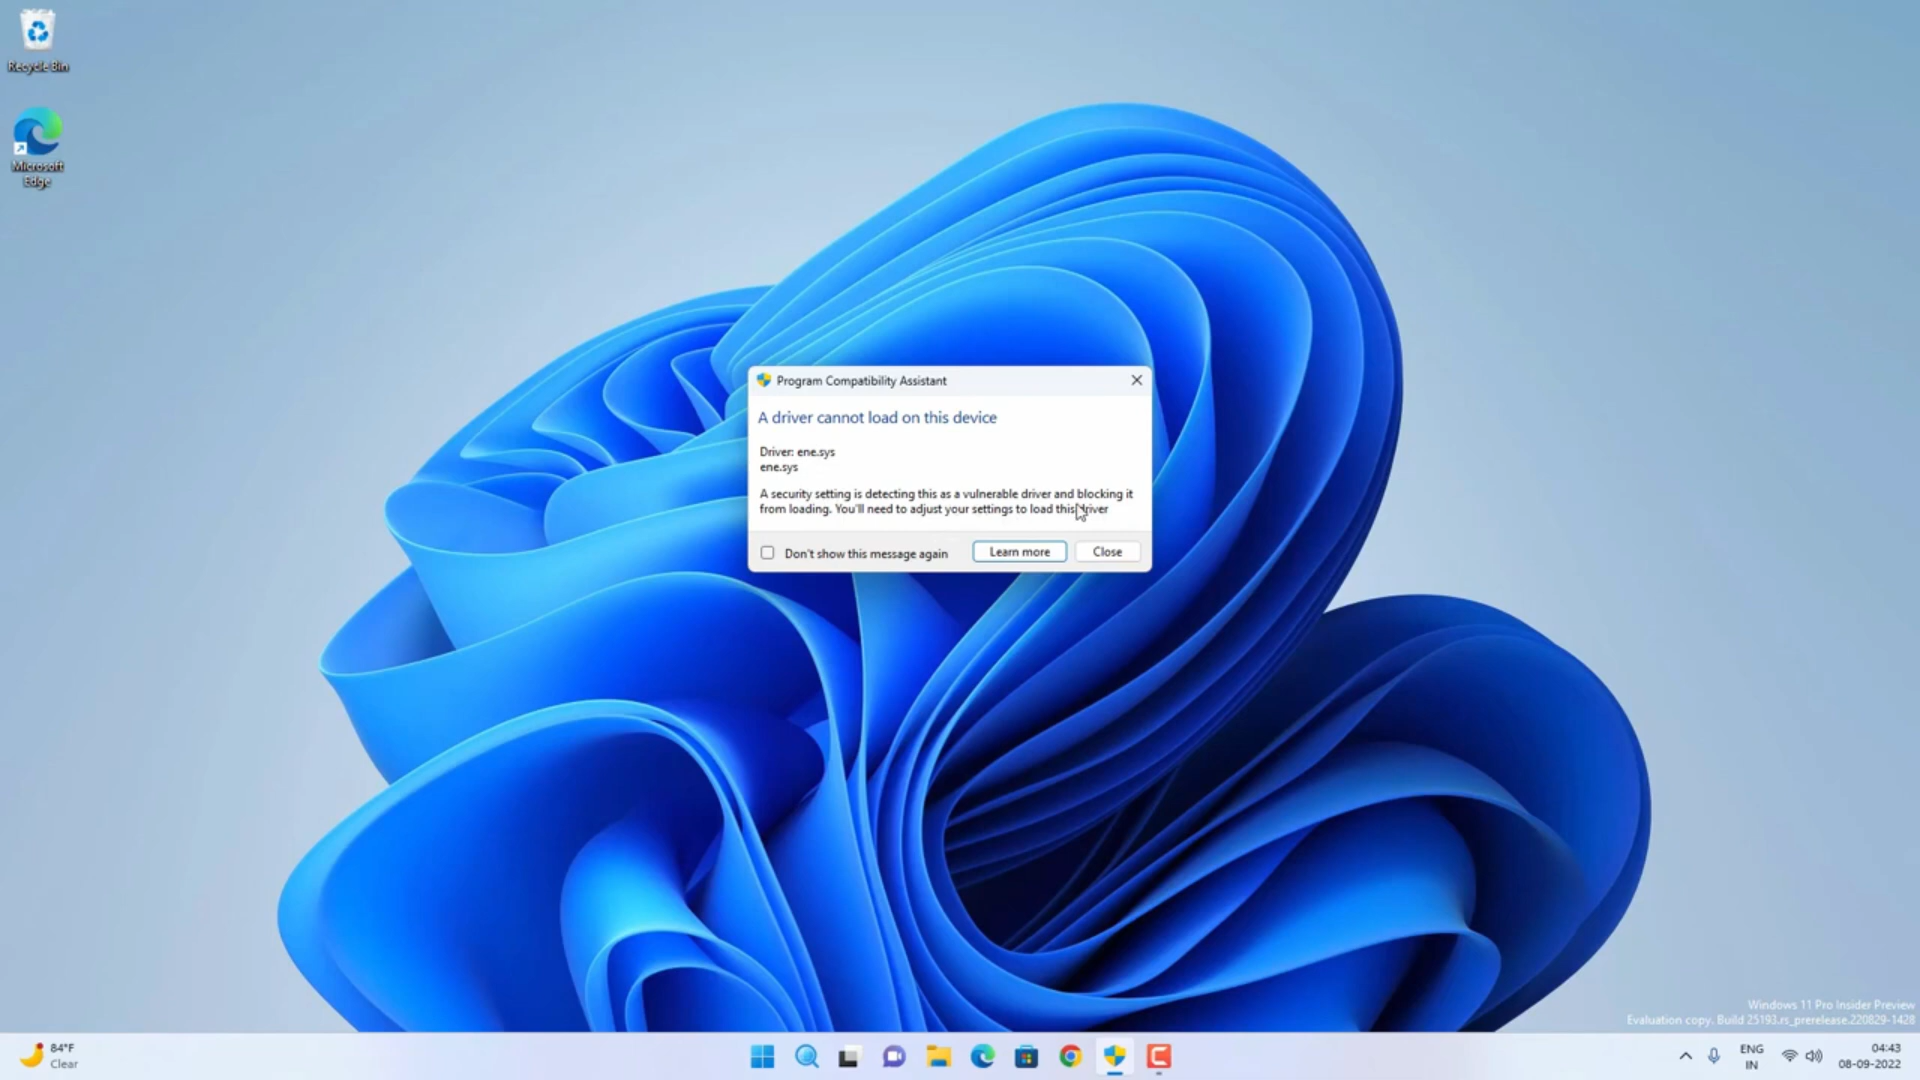 Recycle Bin
Microsoft
Edge
Program Compatibility Assistant
A driver cannot load on this device
Driver: ene.sys
ene.sys
A security setting is detecting this as a vulnerable driver and blocking it
from loading. You'll need to adjust your settings to load this driver
Don't show this message again
Learn more
Close
Windows 11 Pro Insider Preview
Evaluation copy. Build 25193.rs_prerelease.220829-1428
84°F
Clear
ENG
IN
04:43
08-09-2022